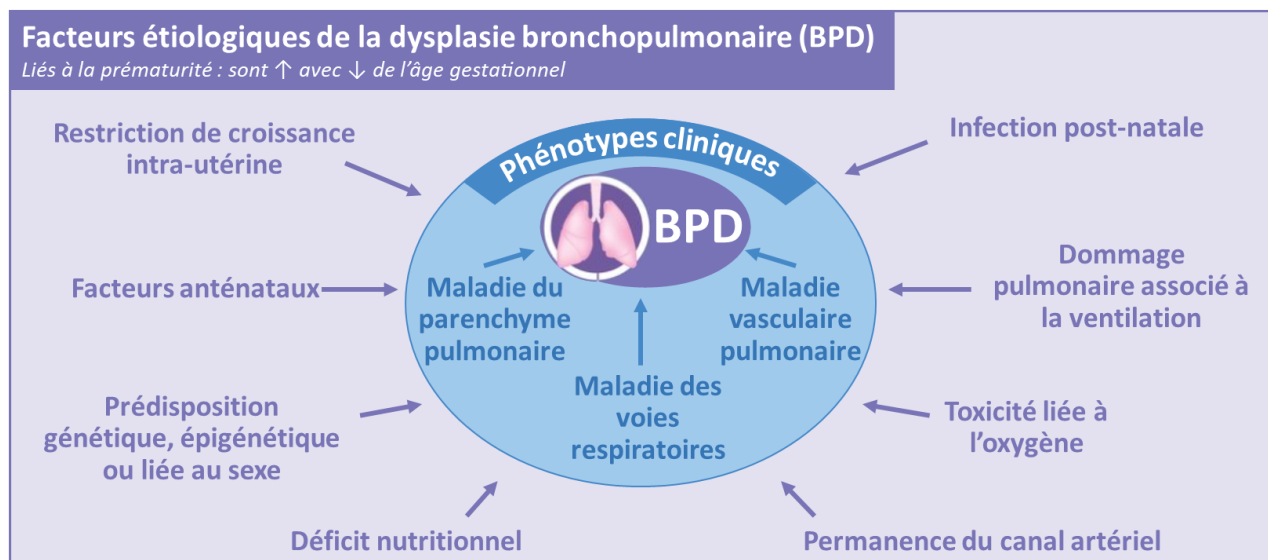 Facteurs étiologiques de la dysplasie bronchopulmonaire (BPD)
Liés à la prématurité : sont ↑ avec ↓ de l’âge gestationnel
Restriction de croissance
intra-utérine
Infection post-natale
Phénotypes cliniques
BPD
Facteurs anténataux
Maladie du
parenchyme
pulmonaire
Maladie
vasculaire
pulmonaire
Dommage
pulmonaire associé à
la ventilation
Maladie des
voies
respiratoires
Prédisposition
génétique, épigénétique
ou liée au sexe
Toxicité liée à
l’oxygène
Déficit nutritionnel
Permanence du canal artériel